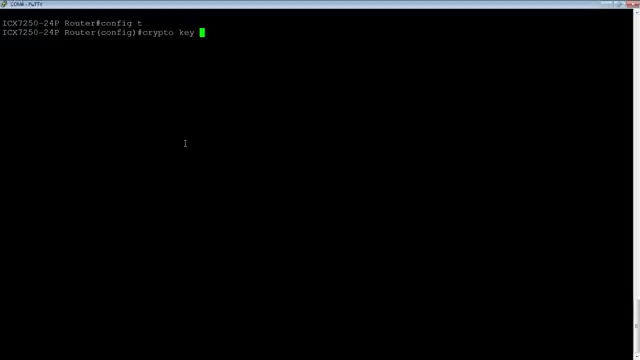 COM4 - PuTTY
ICX7250-24P Router#config t
ICX7250-24P Router(config)#crypto key